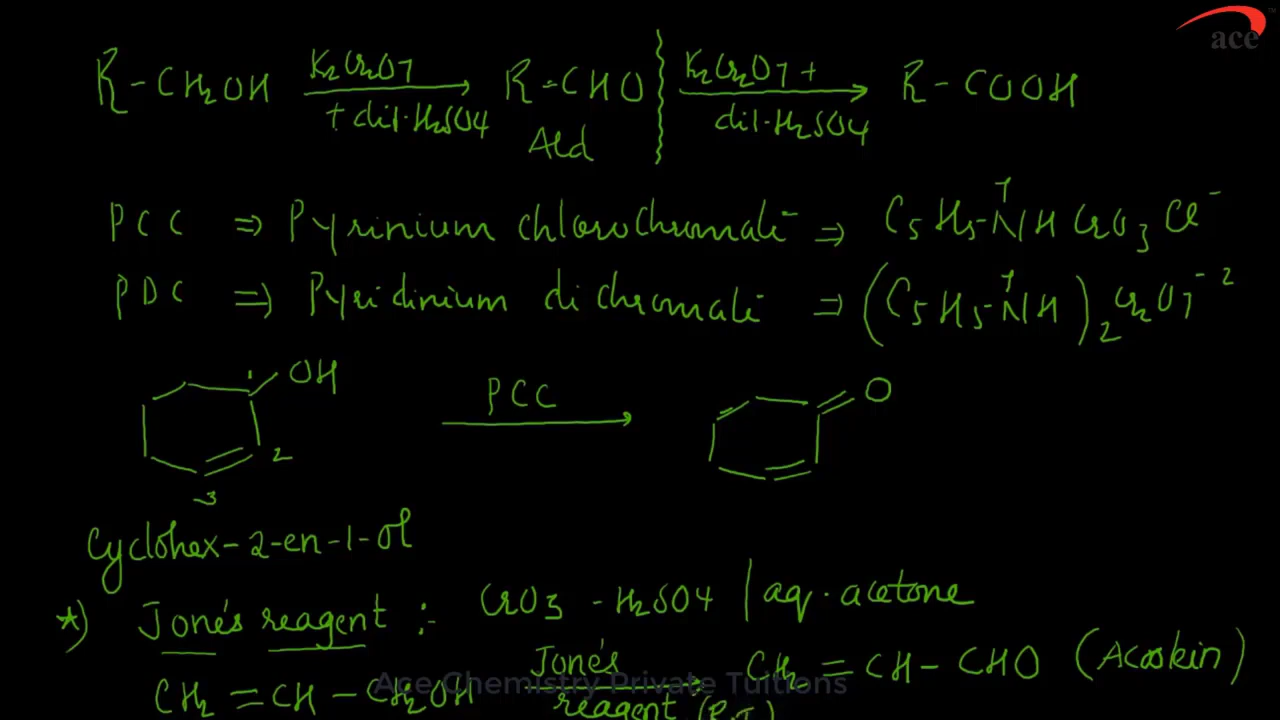 ace
R-CH2OH K2Cr2O7 + dil·H2SO4 R-CHO K2Cr2O7 + dil·H2SO4 R-COOH
Ald
PCC ⇒ Pyrinium chlorochromate ⇒ C5H5-N+H CrO3Cl-
PDC ⇒ Pyridinium dichromate ⇒ (C5H5-N+H)2 Cr2O7-2
1 OH PCC O
2
3
Cyclohex-2-en-1-ol
*) Jone's reagent :- CrO3 - H2SO4 | aq. acetone
CH2=CH-CH2OH Jone's reagent (R.T) CH2=CH-CHO
Ace Chemistry Private Tuitions